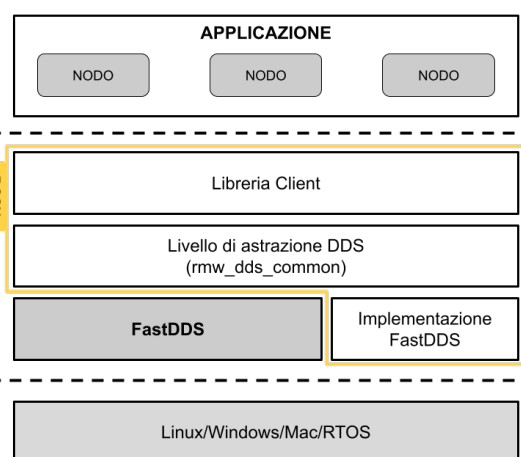 APPLICAZIONE
NODO
NODO
NODO
Libreria Client
Livello di astrazione DDS
(rmw_dds_common)
FastDDS
Implementazione
FastDDS
Linux/Windows/Mac/RTOS